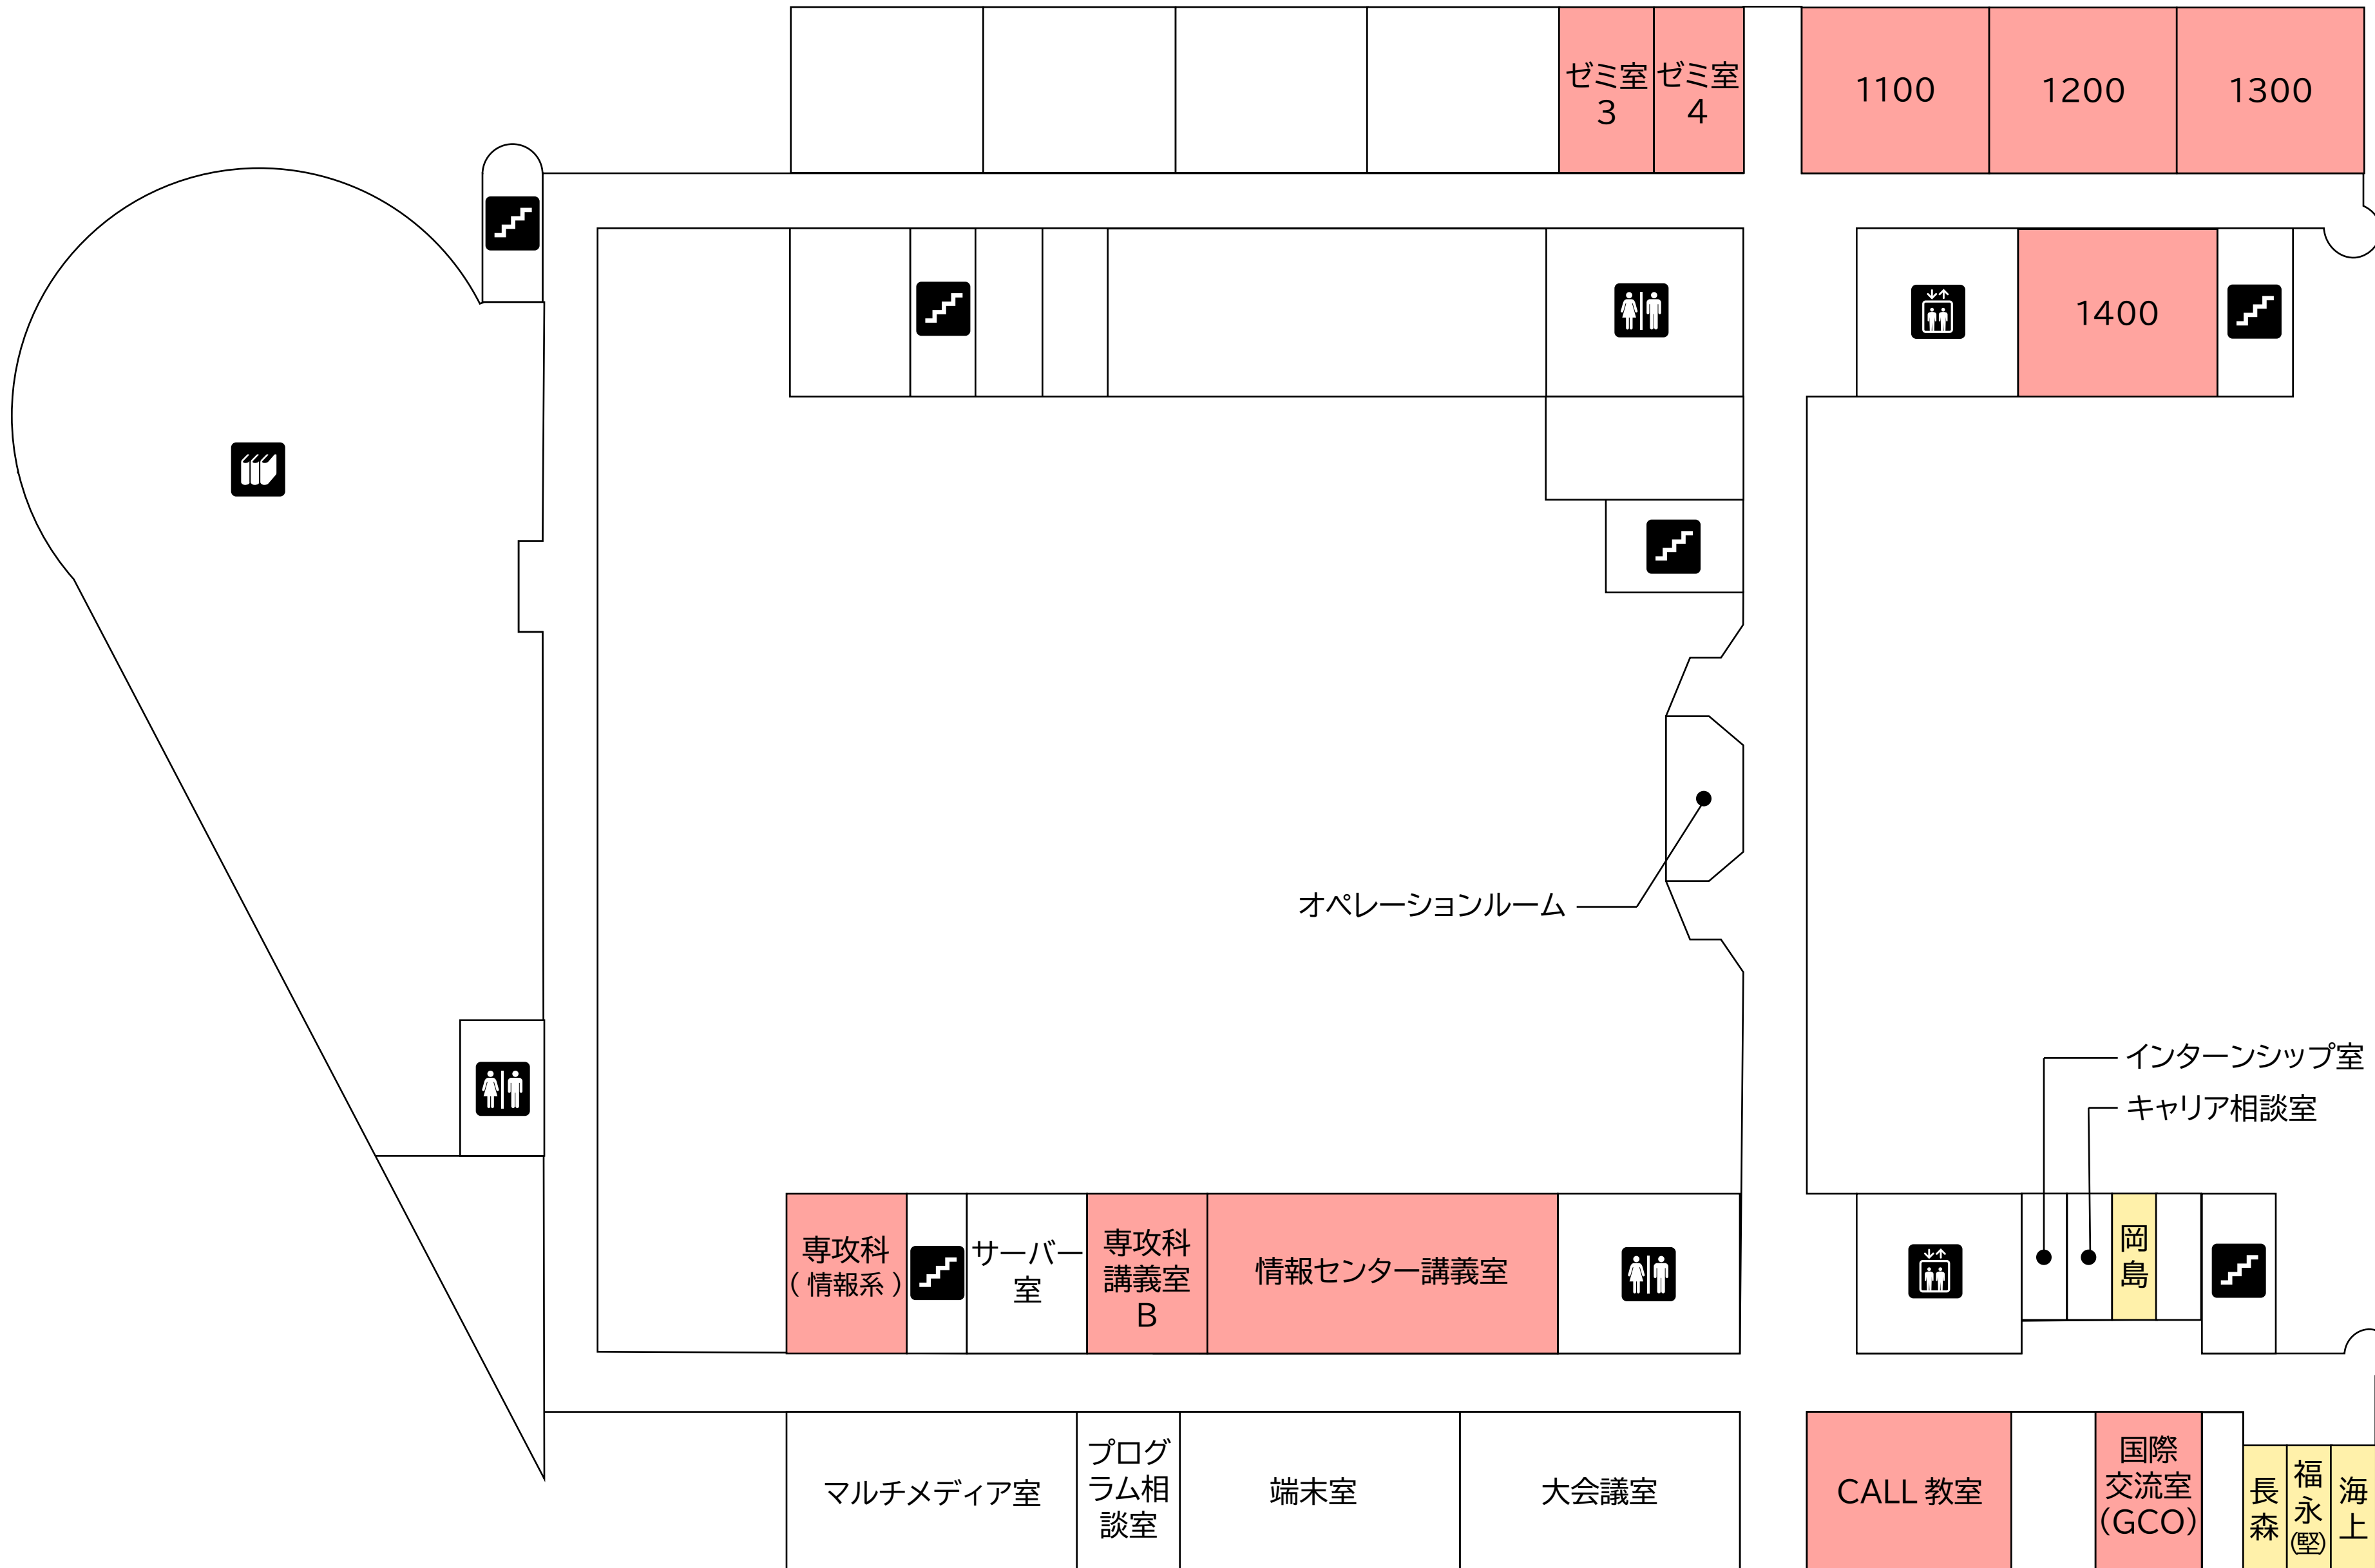 ゼミ室
3
ゼミ室
4
1100
1200
1300
1400
オペレーションルーム
インターンシップ室
キャリア相談室
専攻科
(情報系)
サーバー
室
専攻科
講義室
B
情報センター講義室
岡
島
マルチメディア室
プログ
ラム相
談室
端末室
大会議室
CALL 教室
国際
交流室
(GCO)
長
森
福
永
(堅)
海
上